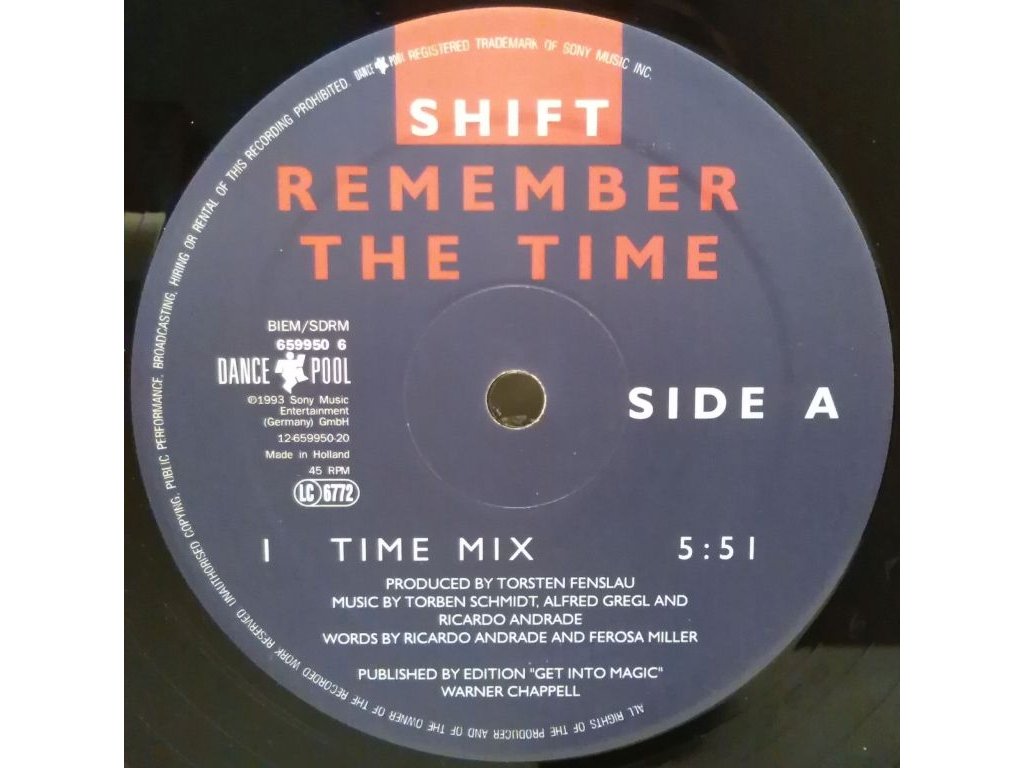 SHIFT
REMEMBER
THE TIME
BIEM/SDRM
659950 6
DANCE POOL
©1993 Sony Music
Entertainment
(Germany) GmbH
12-659950-20
Made in Holland
45 RPM
LC 6772
SIDE A
1 TIME MIX 5:51
PRODUCED BY TORSTEN FENSLAU
MUSIC BY TORBEN SCHMIDT, ALFRED GREGL AND
RICARDO ANDRADE
WORDS BY RICARDO ANDRADE AND FEROSA MILLER
PUBLISHED BY EDITION "GET INTO MAGIC"
WARNER CHAPPELL
ALL RIGHTS OF THE PRODUCER AND OF THE OWNER OF THE RECORDED WORK RESERVED. UNAUTHORISED COPYING, PUBLIC PERFORMANCE, BROADCASTING, HIRING OR RENTAL OF THIS RECORDING PROHIBITED. DANCE POOL REGISTERED TRADEMARK OF SONY MUSIC INC.